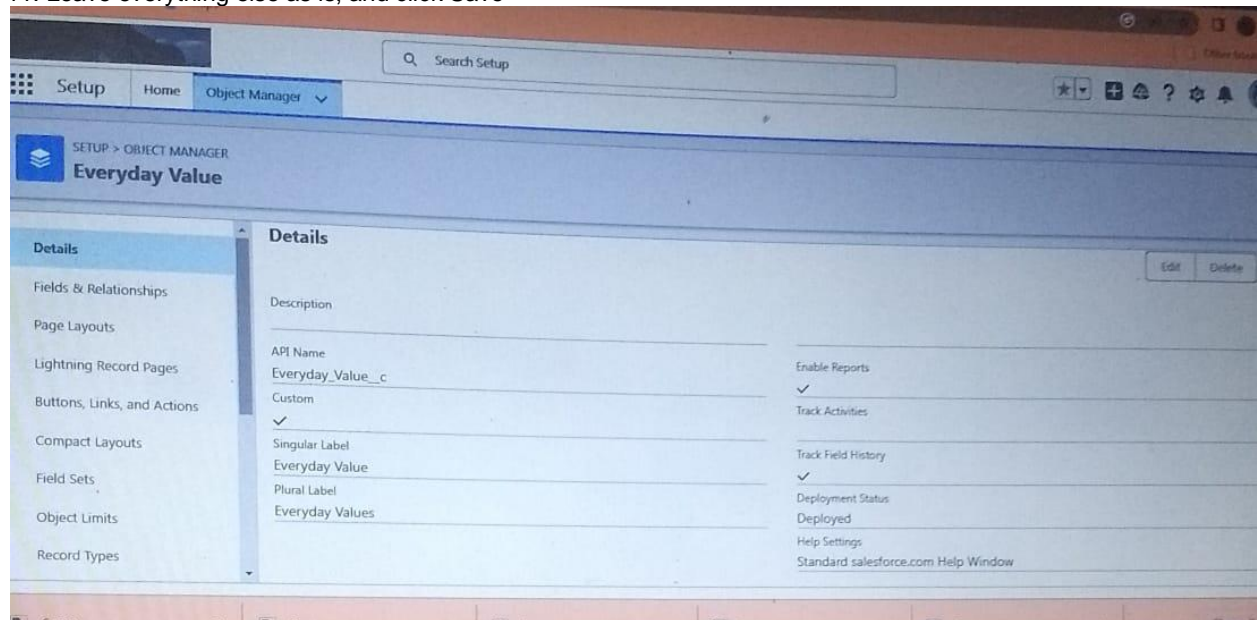 Leave everything else as is, and click Save
Search Setup
Setup Home Object Manager
SETUP > OBJECT MANAGER
Everyday Value
Details
Fields & Relationships
Page Layouts
Lightning Record Pages
Buttons, Links, and Actions
Compact Layouts
Field Sets
Object Limits
Record Types
Details
Edit Delete
Description
API Name
Everyday_Value__c
Custom
Singular Label
Everyday Value
Plural Label
Everyday Values
Enable Reports
Track Activities
Track Field History
Deployment Status
Deployed
Help Settings
Standard salesforce.com Help Window